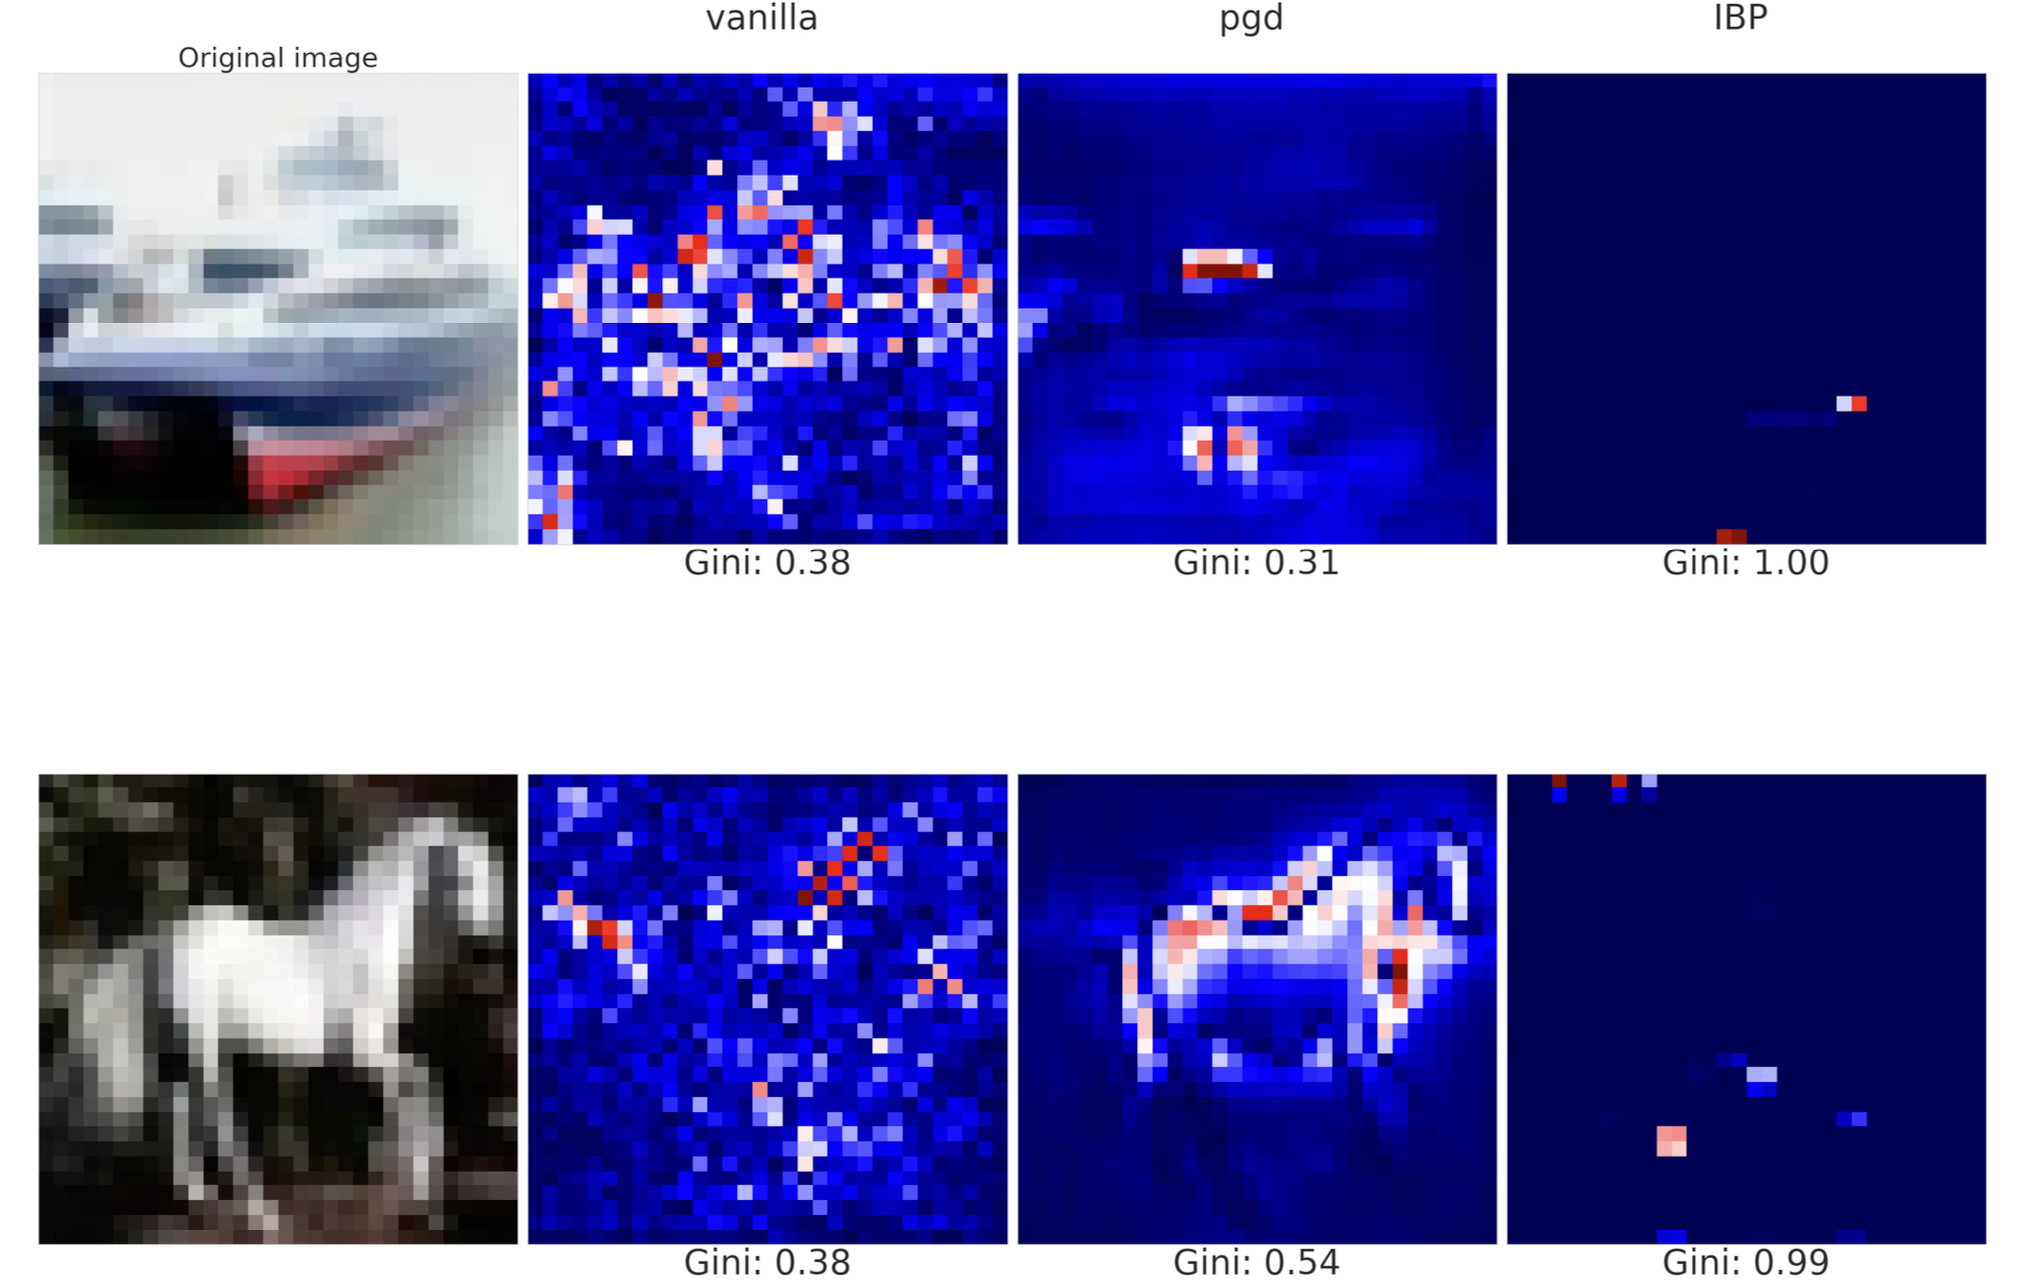 vanilla
pgd
IBP
Original image
Gini: 0.38
Gini: 0.31
Gini: 1.00
Gini: 0.38
Gini: 0.54
Gini: 0.99